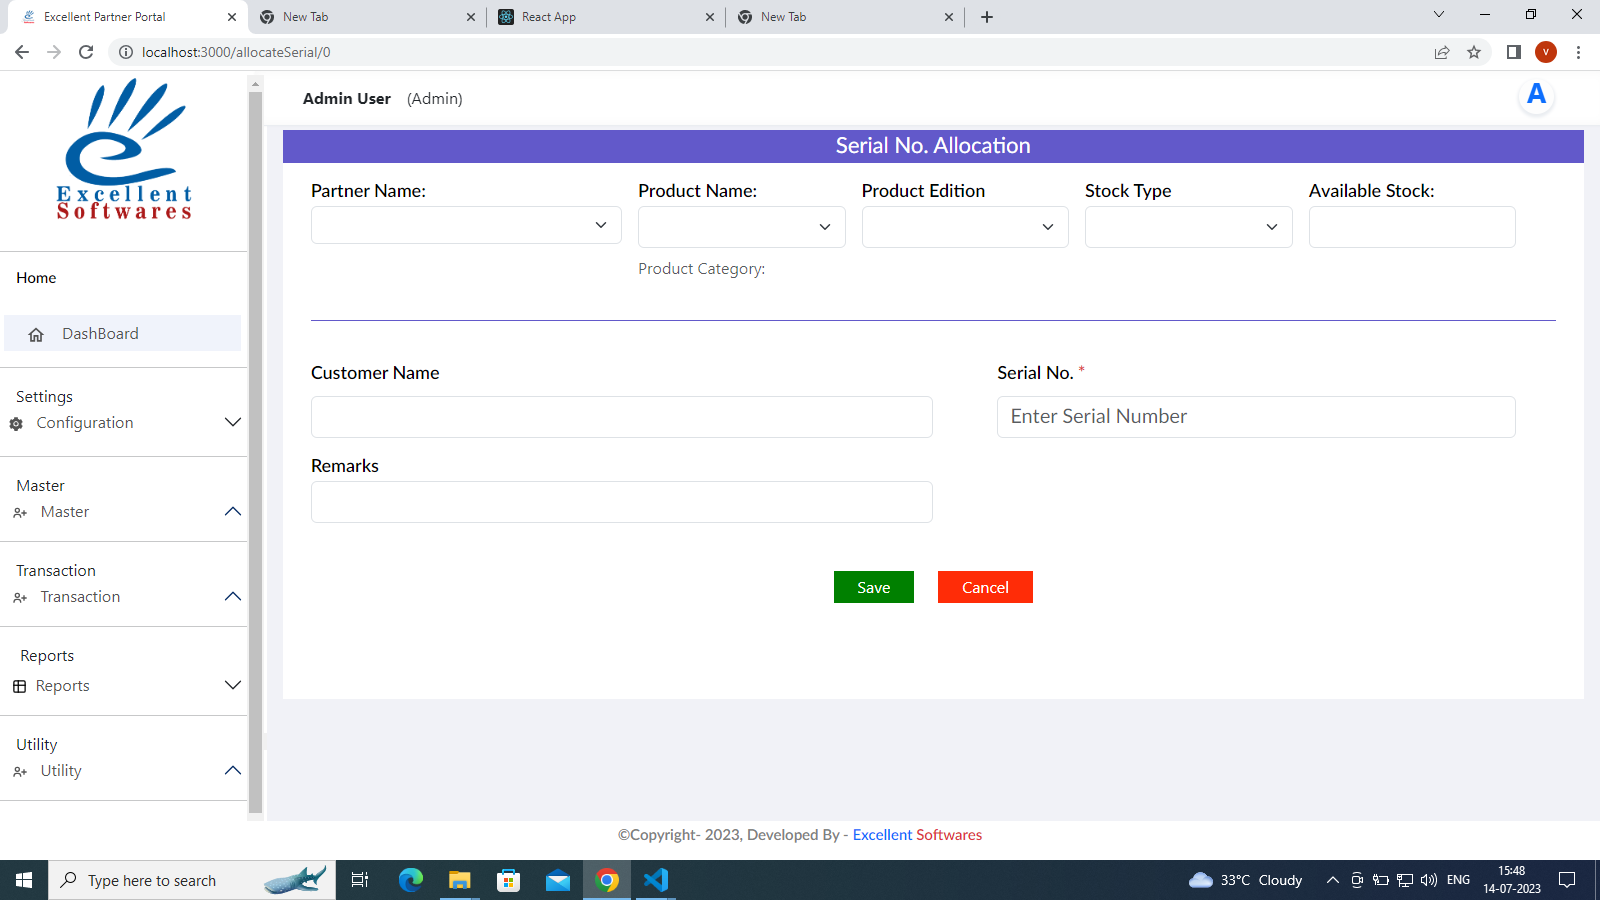 Excellent Partner Portal
New Tab
React App
New Tab
localhost:3000/allocateSerial/0
V
Excellent
Softwares
Admin User (Admin)
A
Home
DashBoard
Settings
Configuration
Master
Master
Transaction
Transaction
Reports
Reports
Utility
Utility
Serial No. Allocation
Partner Name: Product Name: Product Edition Stock Type Available Stock:
Product Category:
Customer Name Serial No. *
Enter Serial Number
Remarks
Save Cancel
©Copyright- 2023, Developed By - Excellent Softwares
Type here to search
33°C Cloudy
ENG
15:48
14-07-2023